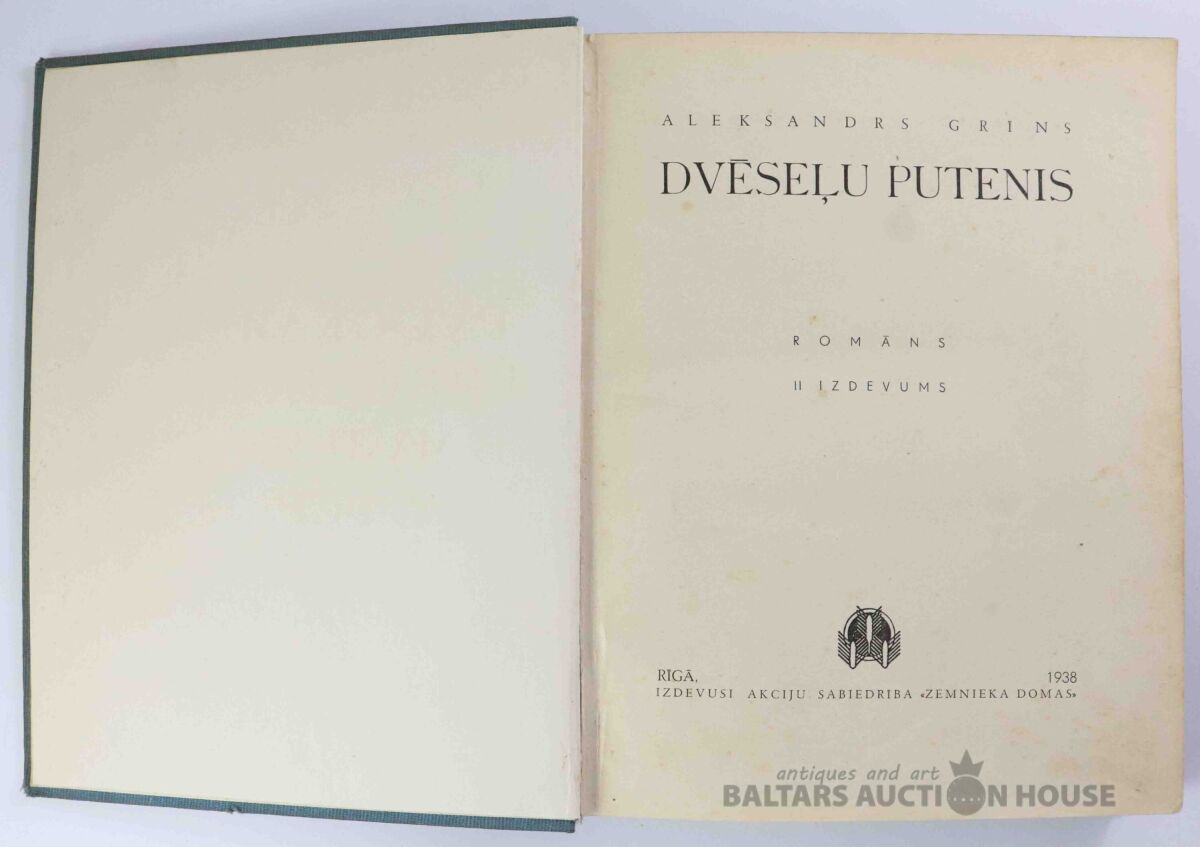 ALEKSANDRS GRĪNS
DVĒSEĻU PUTENIS
ROMĀNS
II IZDEVUMS
RĪGĀ, 1938
IZDEVUSI AKCIJU SABIEDRĪBA «ZEMNIEKA DOMAS»
antiques and art
BALTARS AUCTION HOUSE